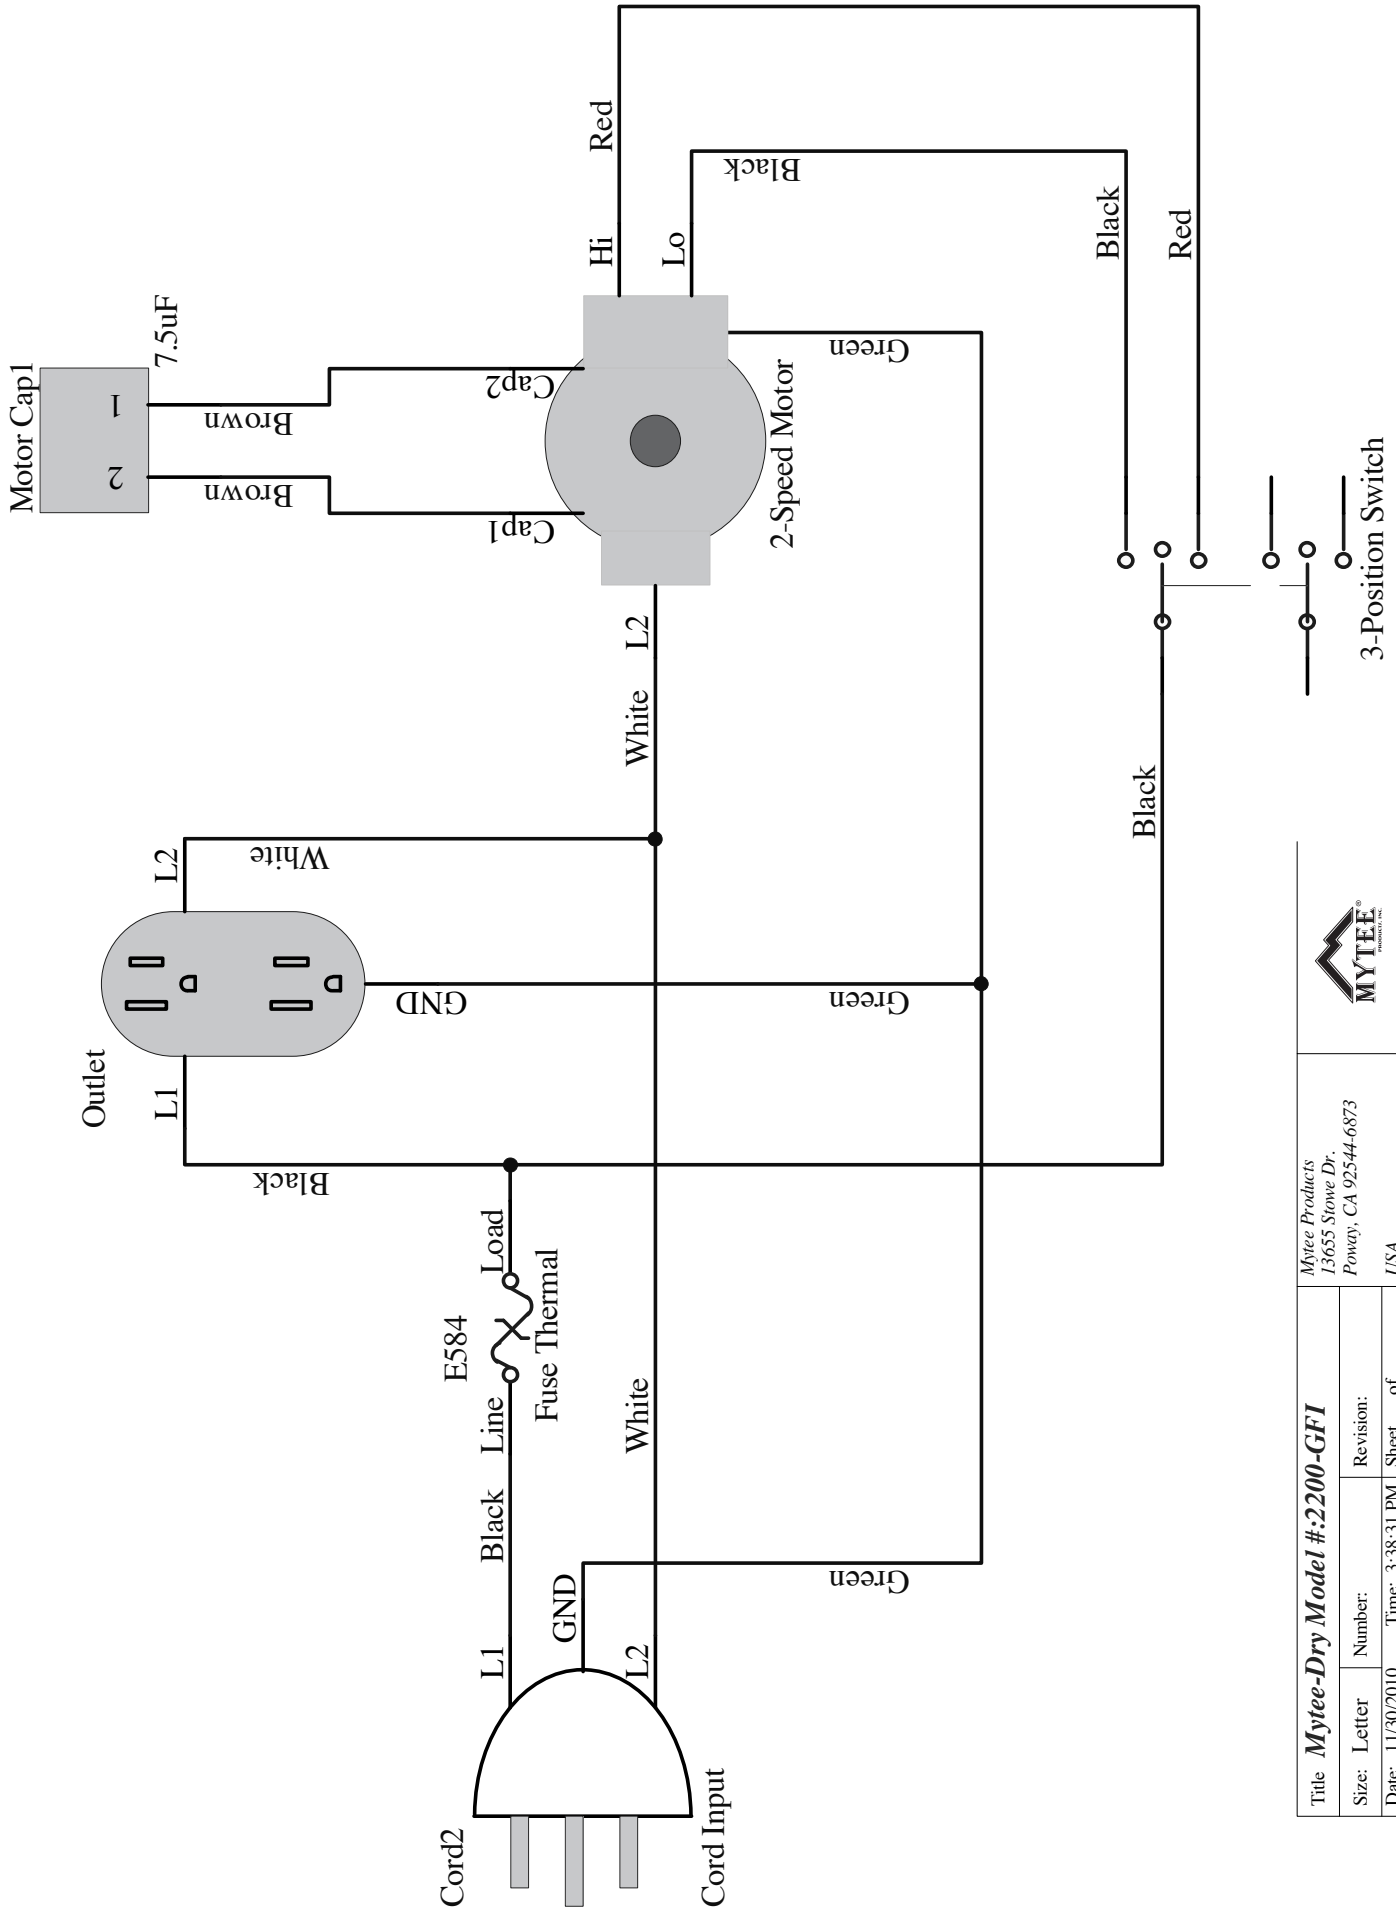 Motor Cap1
1
2
7.5uF
Brown
Brown
Cap2
Cap1
Red
Hi
Lo
Black
Green
2-Speed Motor
L2
White
Black
Red
Black
3-Position Switch
Outlet
L2
White
L1
GND
Green
Black
E584
Load
Line
Fuse Thermal
Black
L1
GND
L2
White
Green
Cord2
Cord Input
Title Mytee-Dry Model #:2200-GFI
Size: Letter Number: Revision:
Date: 11/30/2010 Time: 3:38:31 PM Sheet of
Mytee Products
13655 Stowe Dr.
Poway, CA 92544-6873
USA
MYTEE®
PRODUCTS, INC.